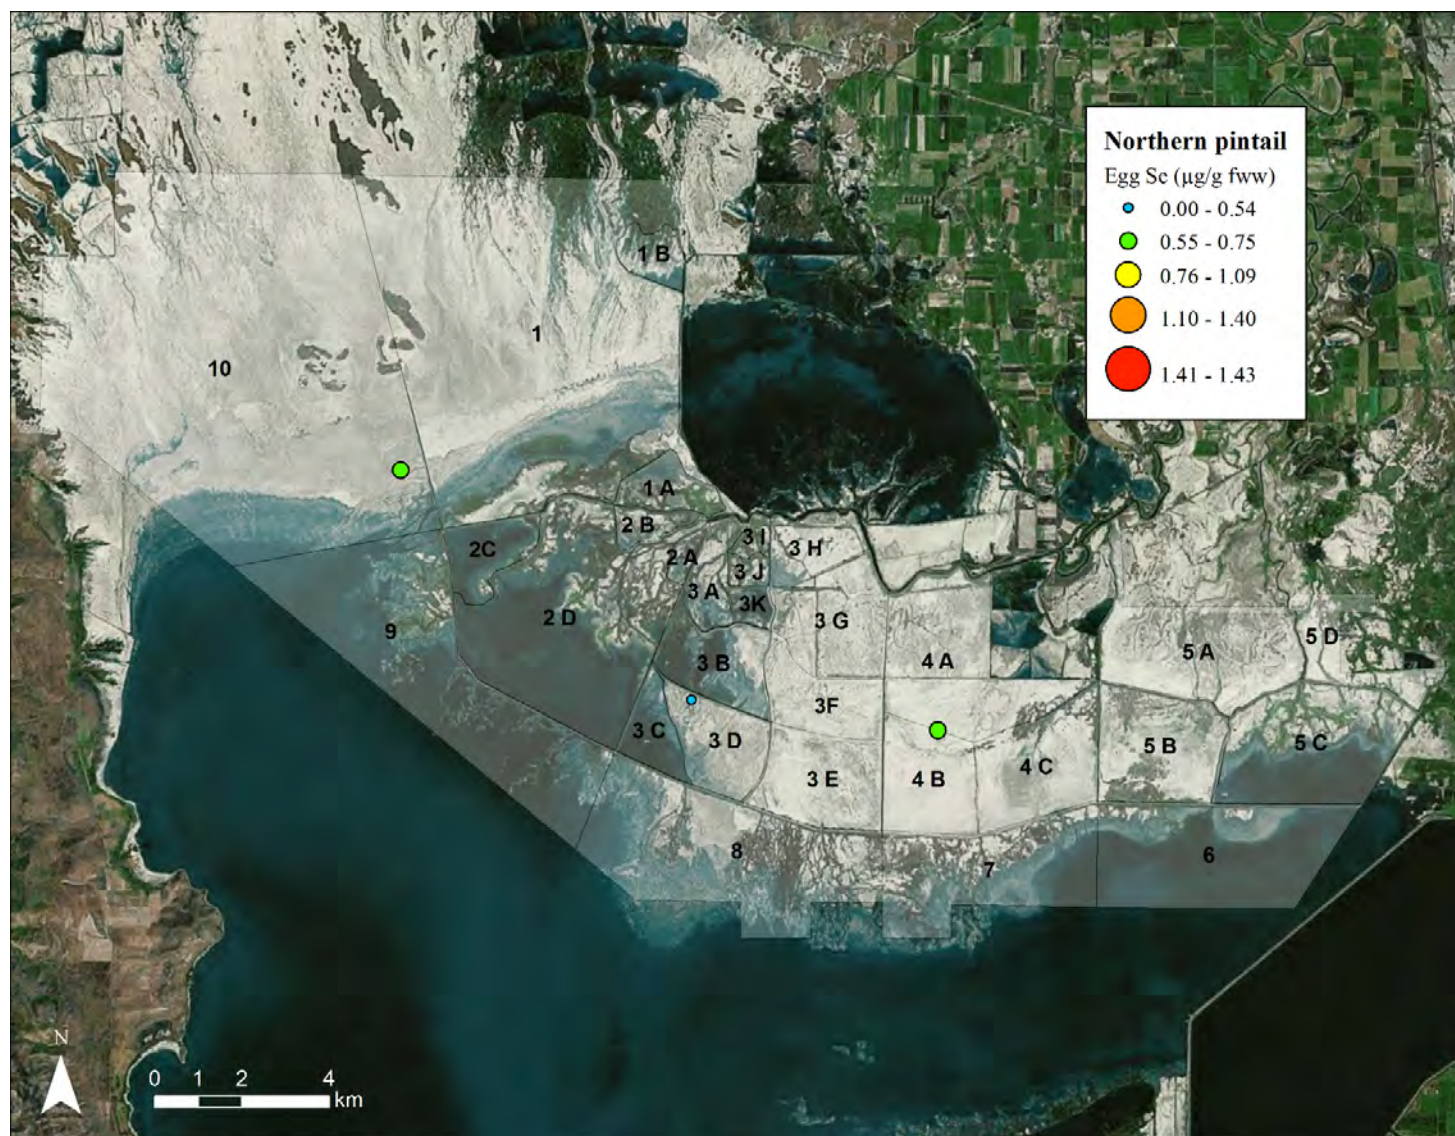 Northern pintail
Egg Se (µg/g fww)
0.00 - 0.54
0.55 - 0.75
0.76 - 1.09
1.10 - 1.40
1.41 - 1.43
1 B
1
10
1 A
2 B
3 I
3 H
2C
2 A
3 J
3 A
3K
2 D
3 G
9
5 D
3 B
4 A
5 A
3F
3 C
3 D
5 B
5 C
3 E
4 B
4 C
8
6
7
N
0 1 2 4
km